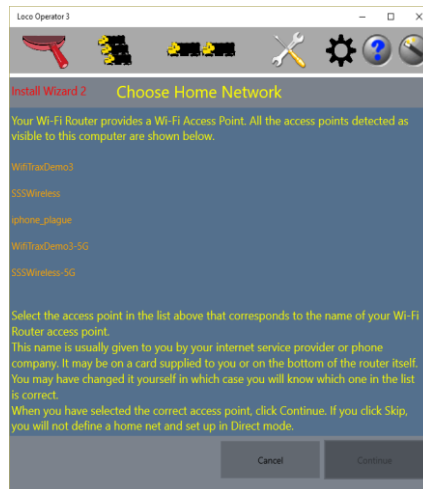 Loco Operator 3
Install Wizard 2
Choose Home Network
Your Wi-Fi Router provides a Wi-Fi Access Point. All the access points detected as
visible to this computer are shown below.
WifiTraxDemo3
SSSWireless
iphone_plague
WifiTraxDemo3-5G
SSSWireless-5G
Select the access point in the list above that corresponds to the name of your Wi-Fi
Router access point.
This name is usually given to you by your internet service provider or phone
company. It may be on a card supplied to you or on the bottom of the router itself.
You may have changed it yourself in which case you will know which one in the list
is correct.
When you have selected the correct access point, click Continue. If you click Skip,
you will not define a home net and set up in Direct mode.
Cancel
Continue